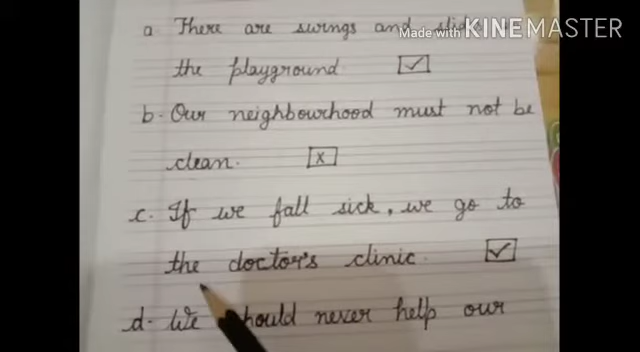 Made with KINEMASTER
a. There are swings and slides
the playground ✓
b. Our neighbourhood must not be
clean. x
c. If we fall sick, we go to
the doctor's clinic. ✓
d. We should never help our